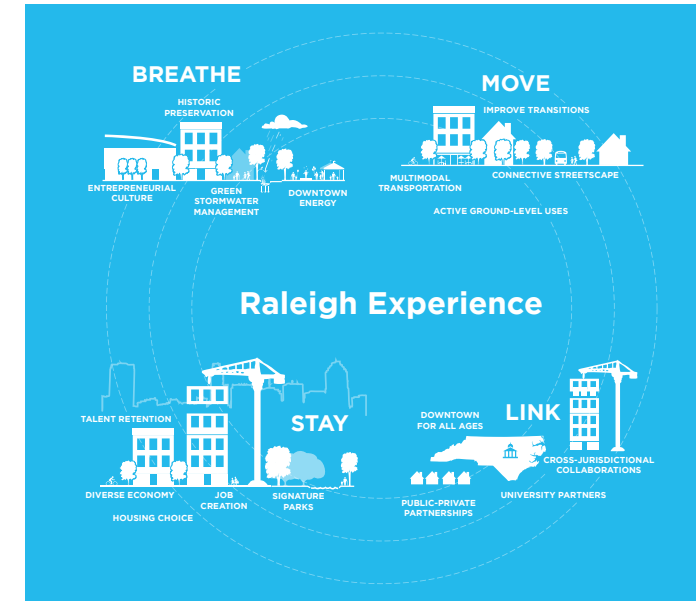 BREATHE
HISTORIC
PRESERVATION
ENTREPRENEURIAL
CULTURE
GREEN
STORMWATER
MANAGEMENT
DOWNTOWN
ENERGY
MOVE
IMPROVE TRANSITIONS
MULTIMODAL
TRANSPORTATION
CONNECTIVE STREETSCAPE
ACTIVE GROUND-LEVEL USES
Raleigh Experience
TALENT RETENTION
STAY
DIVERSE ECONOMY
JOB
CREATION
SIGNATURE
PARKS
HOUSING CHOICE
DOWNTOWN
FOR ALL AGES
LINK
CROSS-JURISDICTIONAL
COLLABORATIONS
PUBLIC-PRIVATE
PARTNERSHIPS
UNIVERSITY PARTNERS